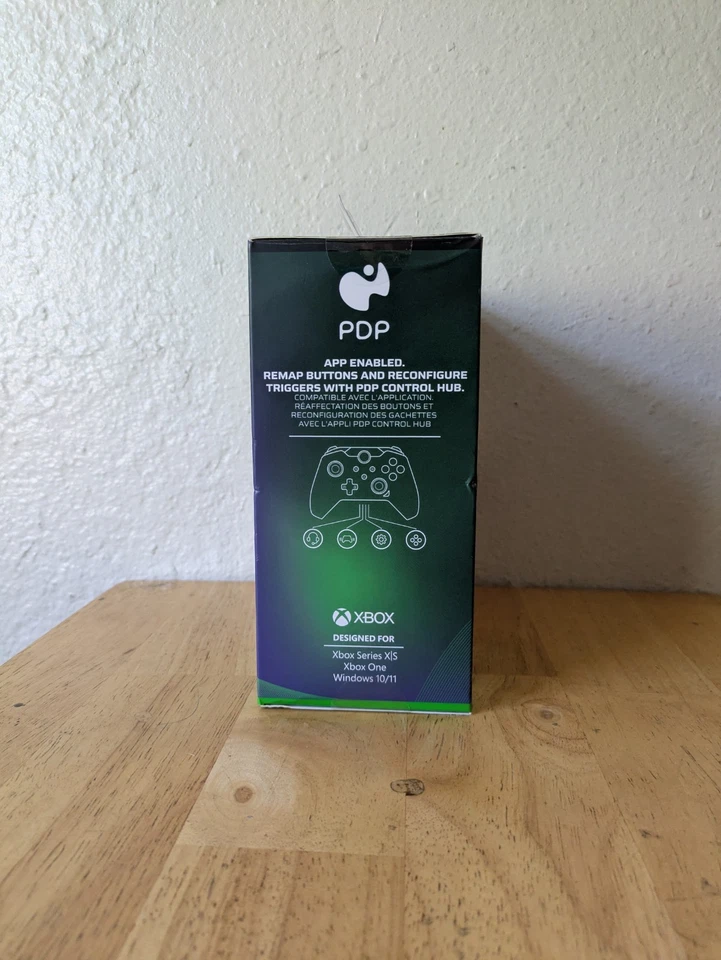 PDP
APP ENABLED.
REMAP BUTTONS AND RECONFIGURE
TRIGGERS WITH PDP CONTROL HUB.
COMPATIBLE AVEC L'APPLICATION.
RÉAFFECTATION DES BOUTONS ET
RECONFIGURATION DES GACHETTES
AVEC L'APPLI PDP CONTROL HUB
XBOX
DESIGNED FOR
Xbox Series X|S
Xbox One
Windows 10/11